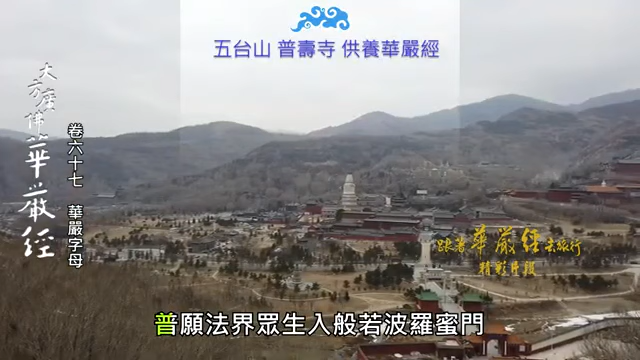 五台山 普壽寺 供養華嚴經
大方廣佛華嚴經
卷六十七 華嚴字母
跟著華嚴經去旅行
精彩片段
普願法界眾生入般若波羅蜜門